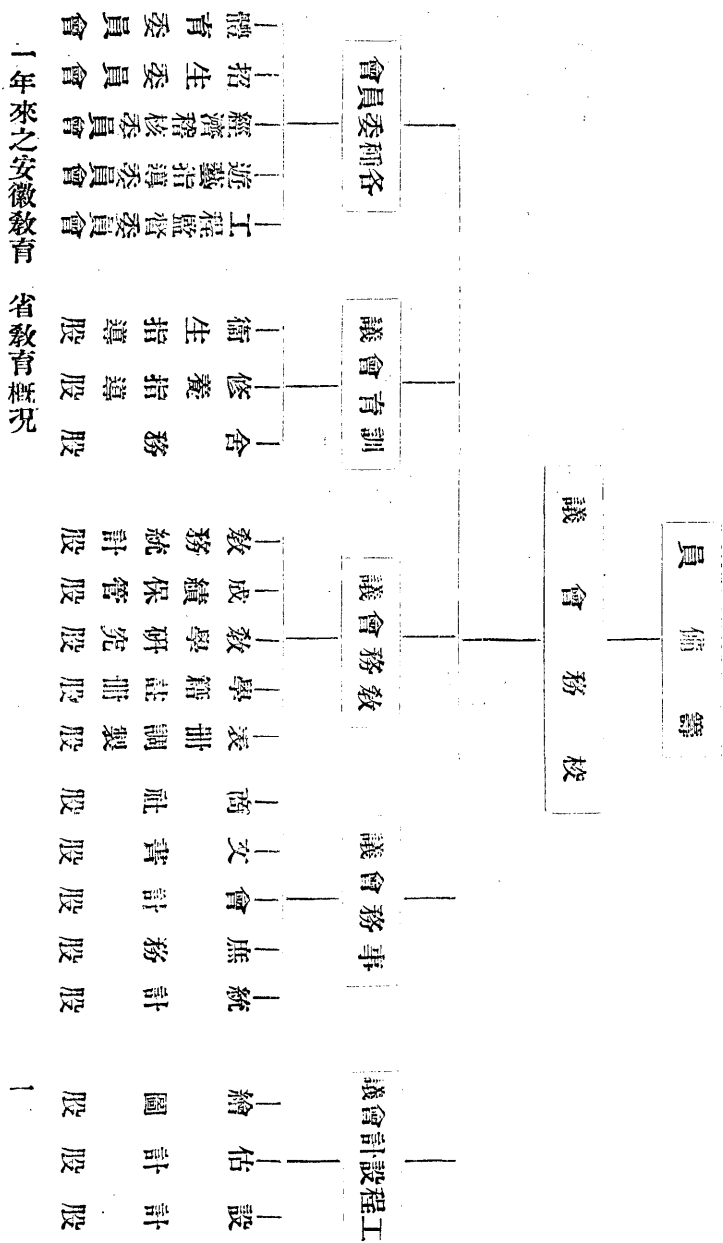 籌備員
校務會議
工程設計會議
設計股
估計股
繪圖股
事務會議
統計股
庶務股
會計股
文書股
商社股
教務會議
表冊調製股
學籍註冊股
教學研究股
成績保管股
教務統計股
訓育會議
舍務股
修養指導股
衛生指導股
各種委員會
工程監督委員會
遊藝指導委員會
經濟稽核委員會
招生委員會
體育委員會
一年來之安徽教育 省教育概況
一